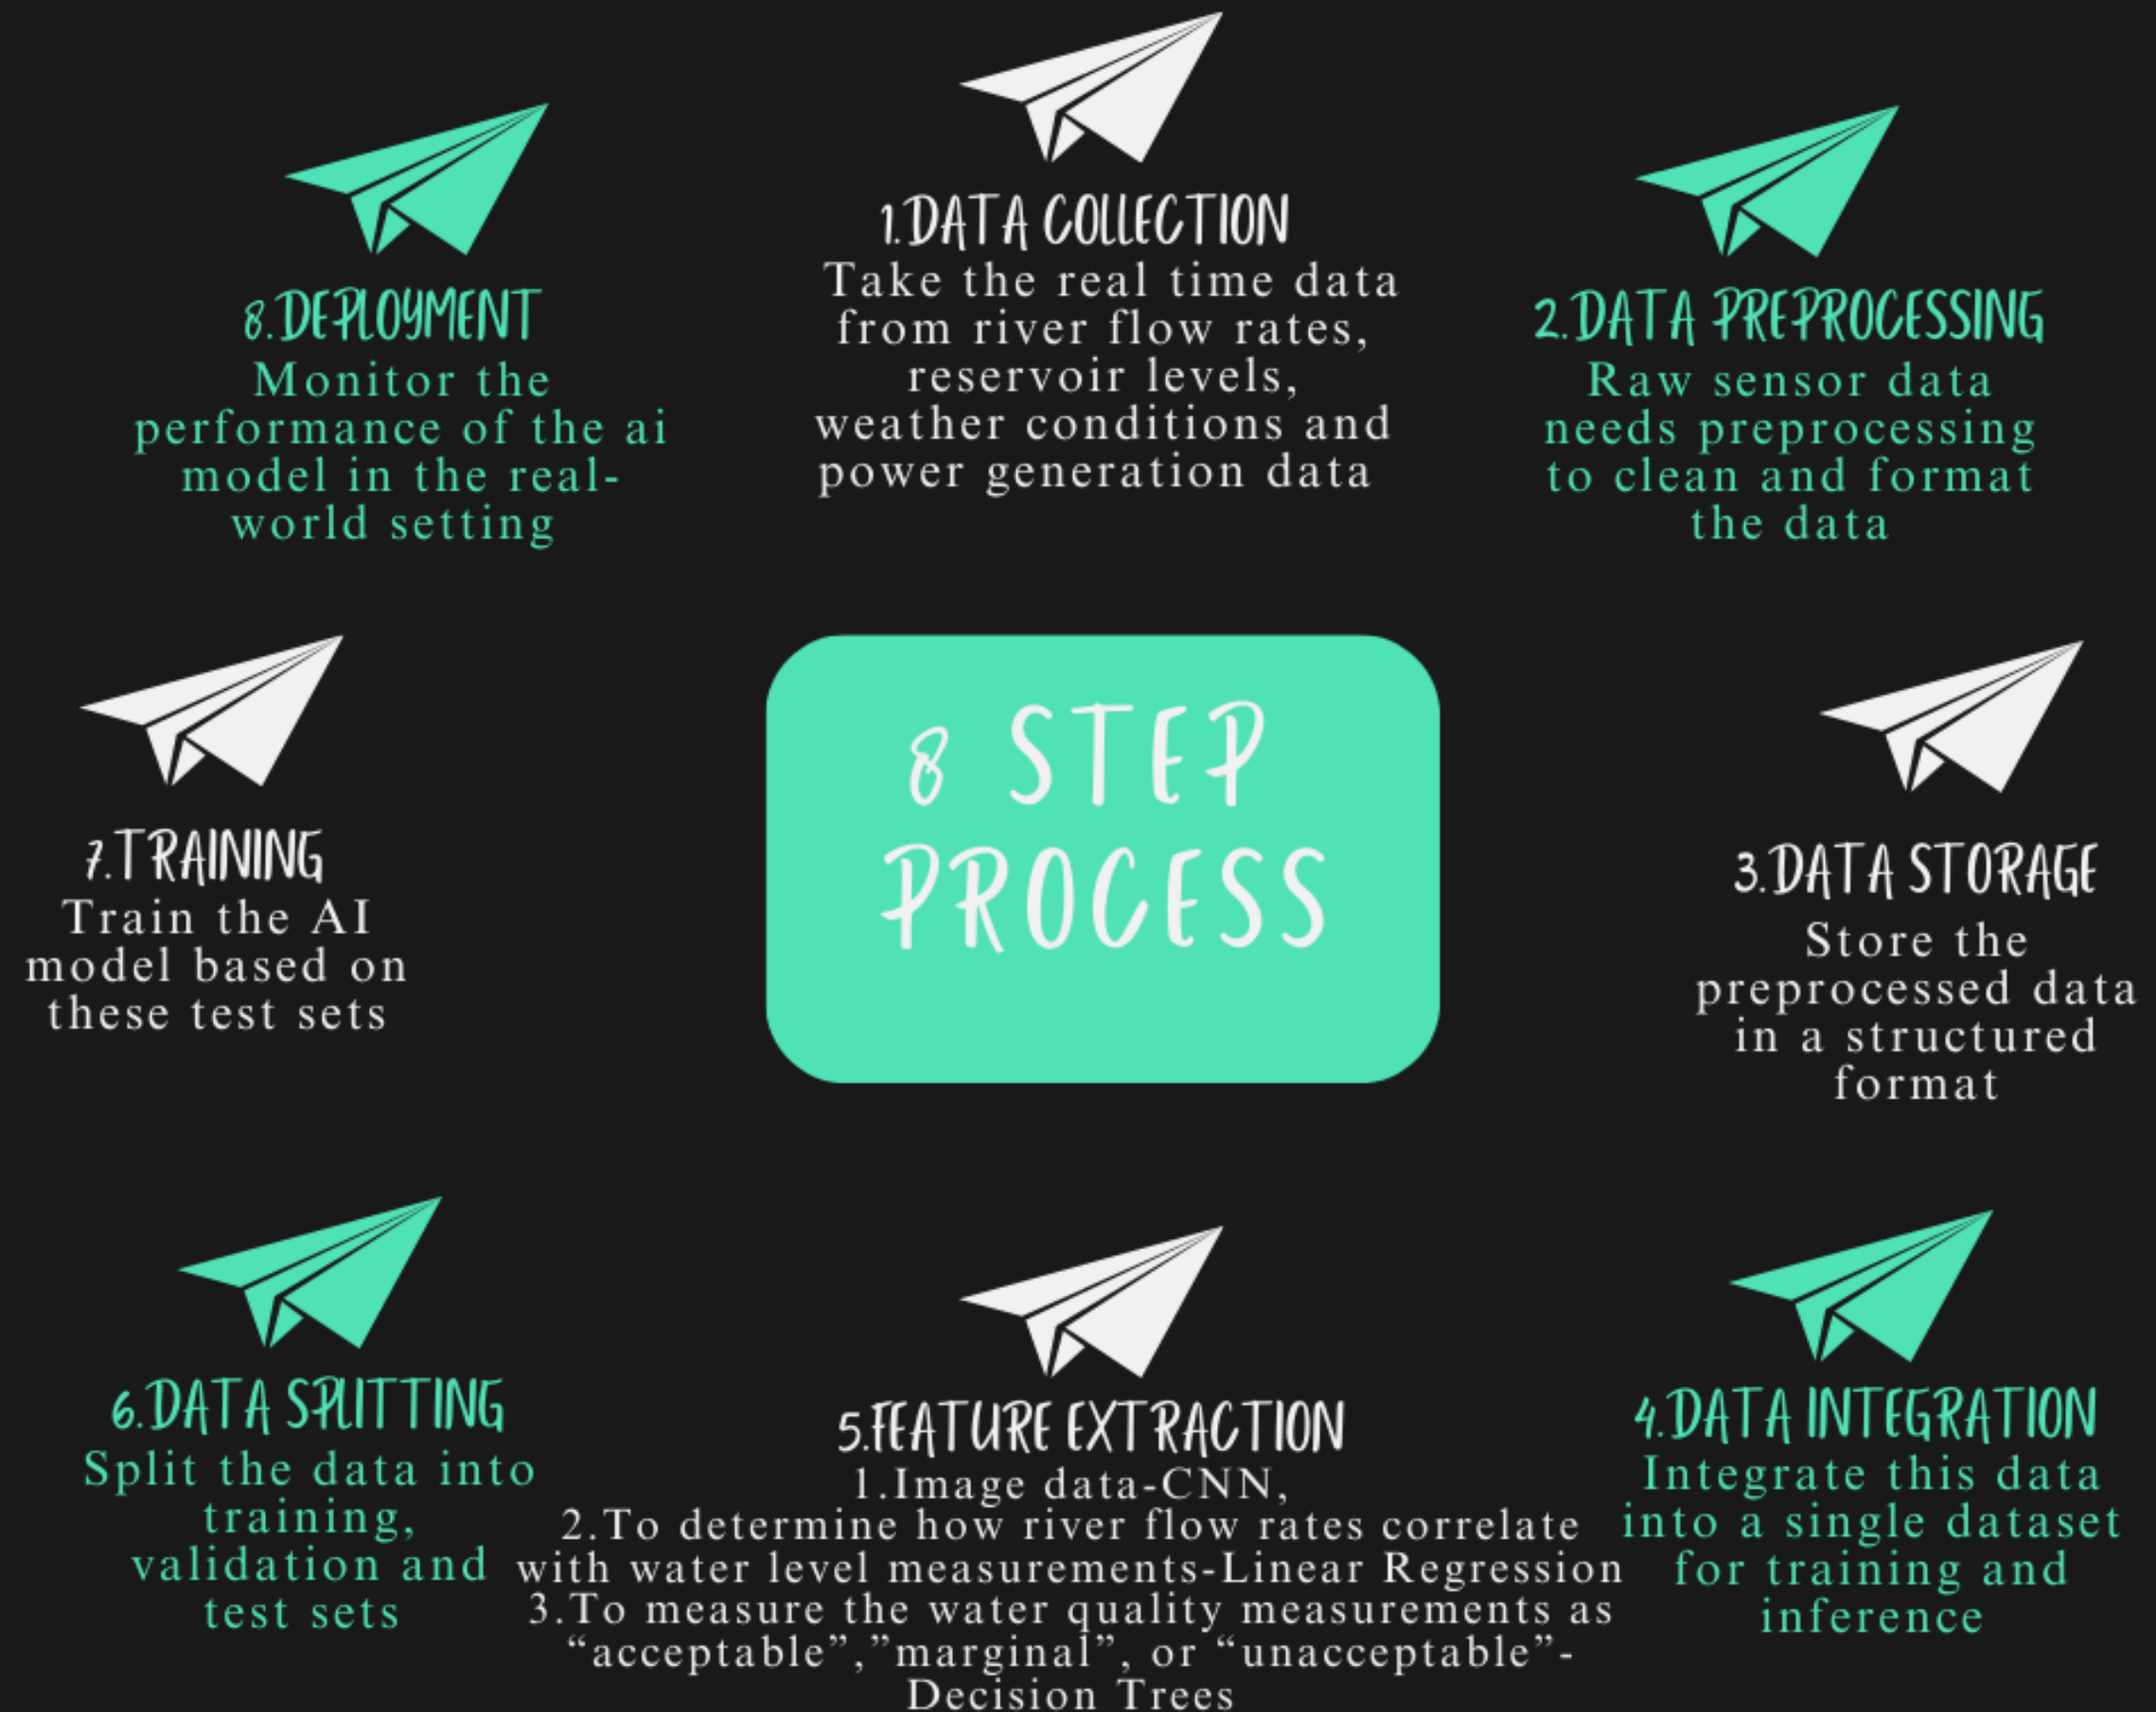 8 STEP
PROCESS
1.DATA COLLECTION
Take the real time data
from river flow rates,
reservoir levels,
weather conditions and
power generation data
2.DATA PREPROCESSING
Raw sensor data
needs preprocessing
to clean and format
the data
3.DATA STORAGE
Store the
preprocessed data
in a structured
format
4.DATA INTEGRATION
Integrate this data
into a single dataset
for training and
inference
5.FEATURE EXTRACTION
1.Image data-CNN,
2.To determine how river flow rates correlate
with water level measurements-Linear Regression
3.To measure the water quality measurements as
“acceptable”,”marginal”, or “unacceptable”-
Decision Trees
6.DATA SPLITTING
Split the data into
training,
validation and
test sets
7.TRAINING
Train the AI
model based on
these test sets
8.DEPLOYMENT
Monitor the
performance of the ai
model in the real-
world setting